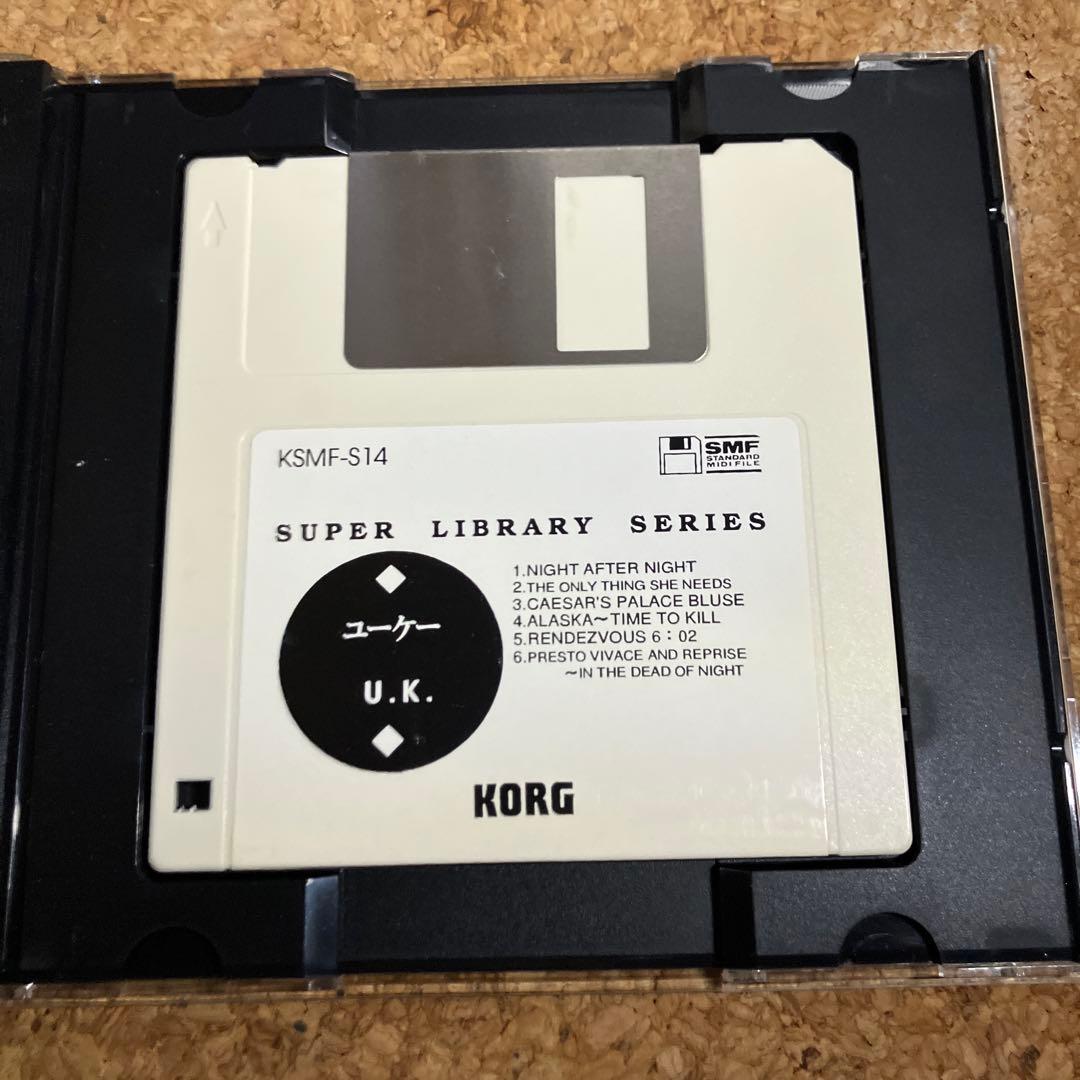 KSMF-S14
SMF
STANDARD
MIDI FILE
SUPER LIBRARY SERIES
ユーケー
U.K.
1.NIGHT AFTER NIGHT
2.THE ONLY THING SHE NEEDS
3.CAESAR'S PALACE BLUSE
4.ALASKA〜TIME TO KILL
5.RENDEZVOUS 6:02
6.PRESTO VIVACE AND REPRISE
〜IN THE DEAD OF NIGHT
KORG